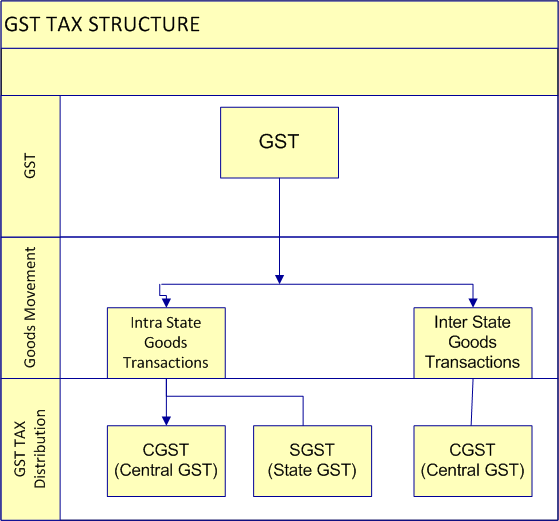 GST TAX STRUCTURE
GST
GST
Goods Movement
Intra State
Goods
Transactions
Inter State
Goods
Transactions
GST TAX
Distribution
CGST
(Central GST)
SGST
(State GST)
CGST
(Central GST)